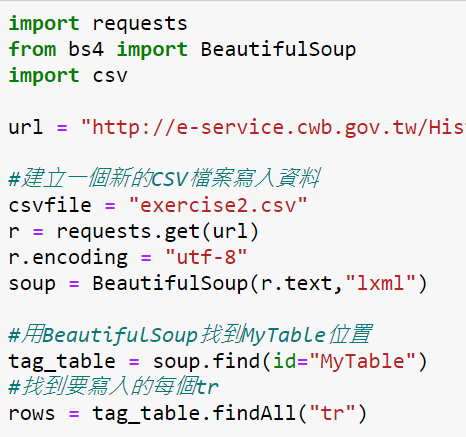 import requests
from bs4 import BeautifulSoup
import csv
url = "http://e-service.cwb.gov.tw/His
#建立一個新的CSV檔案寫入資料
csvfile = "exercise2.csv"
r = requests.get(url)
r.encoding = "utf-8"
soup = BeautifulSoup(r.text,"lxml")
#用BeautifulSoup找到MyTable位置
tag_table = soup.find(id="MyTable")
#找到要寫入的每個tr
rows = tag_table.findAll("tr")